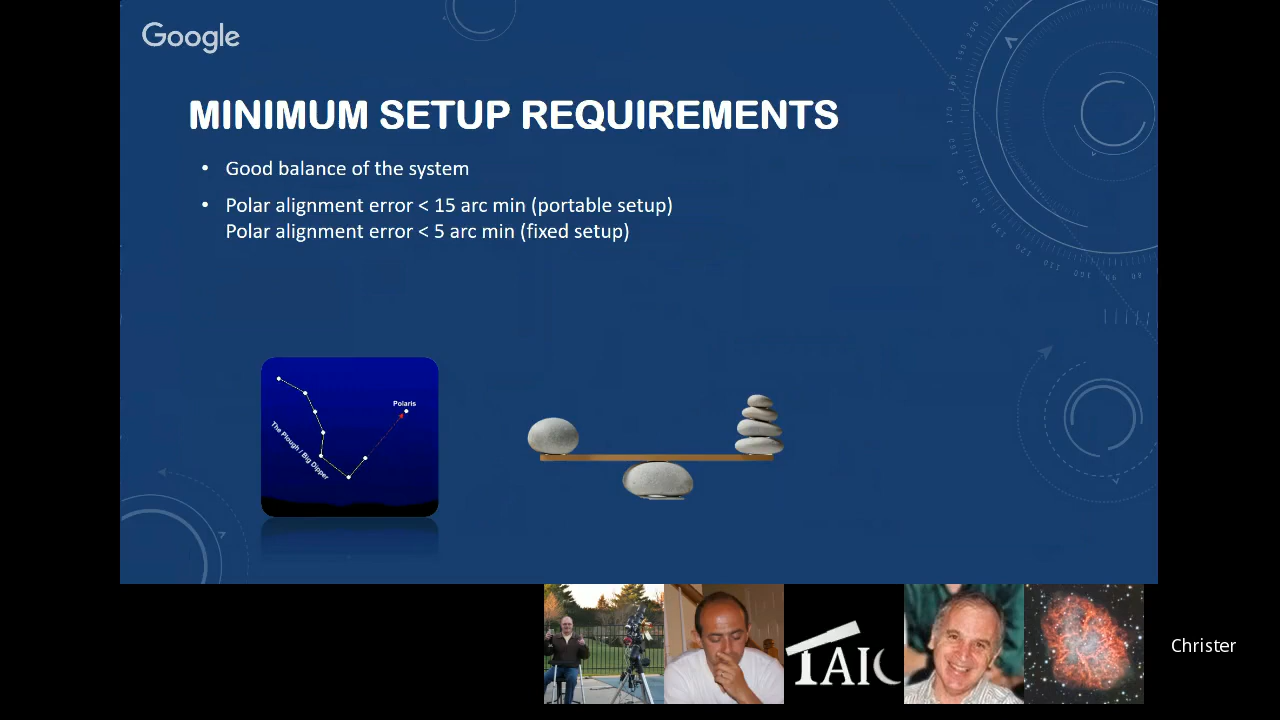 Google
MINIMUM SETUP REQUIREMENTS
• Good balance of the system
• Polar alignment error < 15 arc min (portable setup)
Polar alignment error < 5 arc min (fixed setup)
Polaris
The Plough / Big Dipper
TAIC
Christer